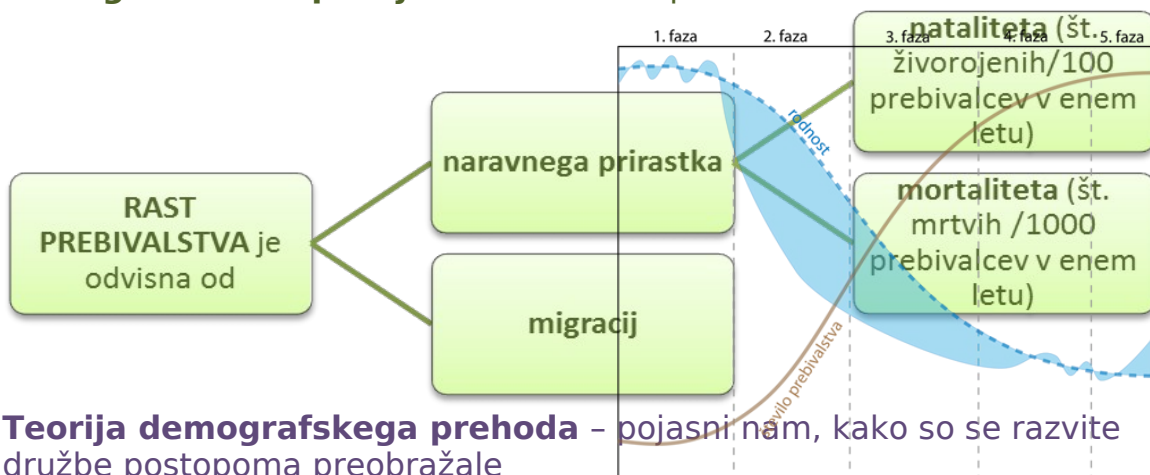 1. faza
2. faza
3. faza
4. faza
5. faza
nataliteta (št.
živorojenih/100
prebivalcev v enem
letu)
rodnost
naravnega prirastka
RAST
PREBIVALSTVA je
odvisna od
mortaliteta (št.
mrtvih /1000
prebivalcev v enem
letu)
migracij
število prebivalstva
Teorija demografskega prehoda – pojasni nam, kako so se razvite
družbe postopoma preobražale